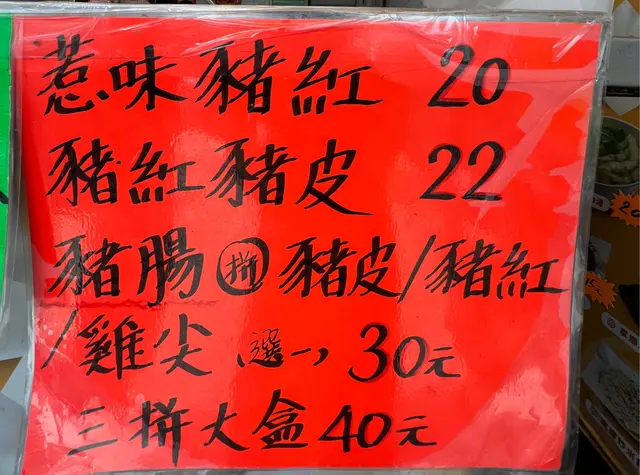 惹味豬紅 20
豬紅豬皮 22
豬腸拼豬皮/豬紅
/雞尖選一, 30元
三拼大盒40元